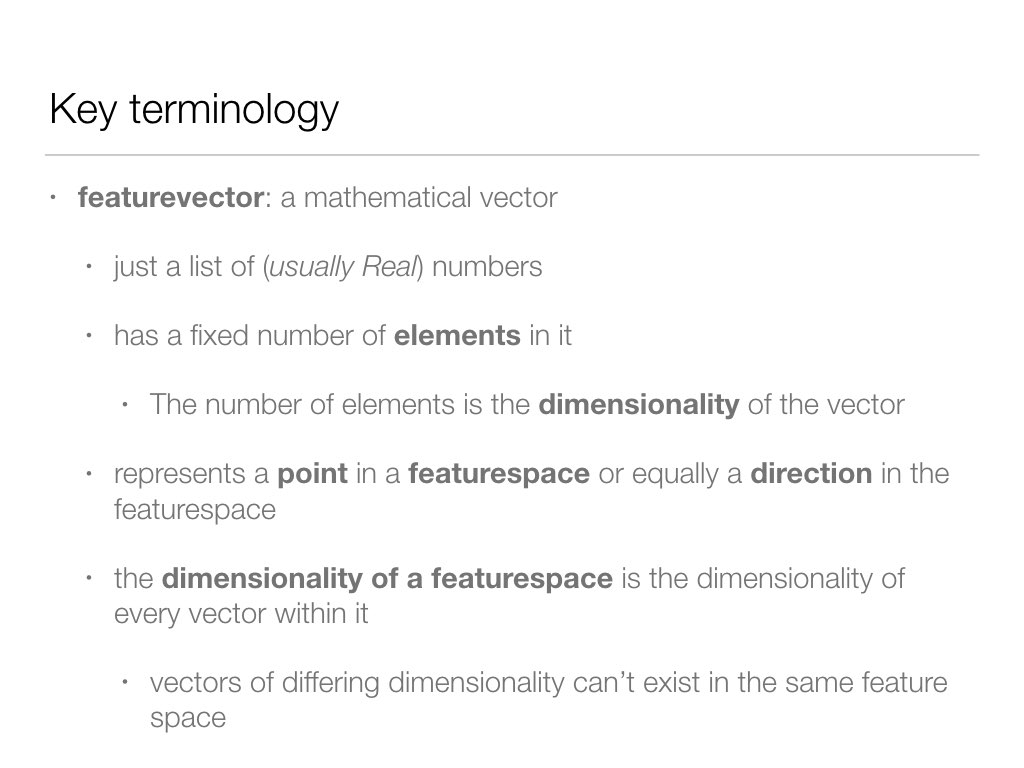 Key terminology
• featurevector: a mathematical vector
• just a list of (usually Real) numbers
• has a fixed number of elements in it
• The number of elements is the dimensionality of the vector
• represents a point in a featurespace or equally a direction in the
featurespace
• the dimensionality of a featurespace is the dimensionality of
every vector within it
• vectors of differing dimensionality can’t exist in the same feature
space